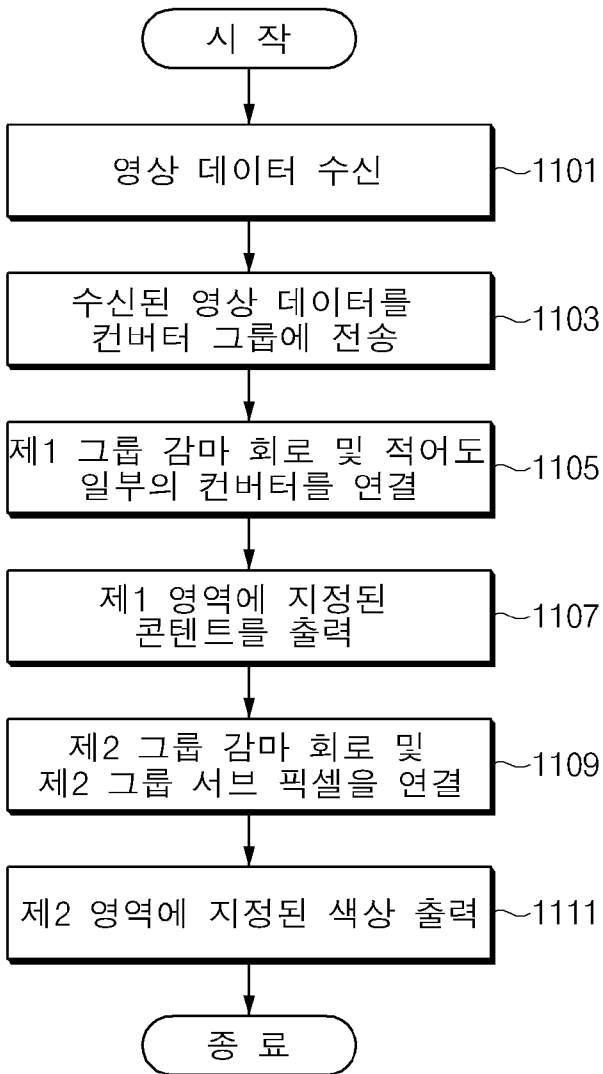 시 작
영상 데이터 수신
1101
수신된 영상 데이터를
컨버터 그룹에 전송
1103
제1 그룹 감마 회로 및 적어도
일부의 컨버터를 연결
1105
제1 영역에 지정된
콘텐트를 출력
1107
제2 그룹 감마 회로 및
제2 그룹 서브 픽셀을 연결
1109
제2 영역에 지정된 색상 출력
1111
종 료